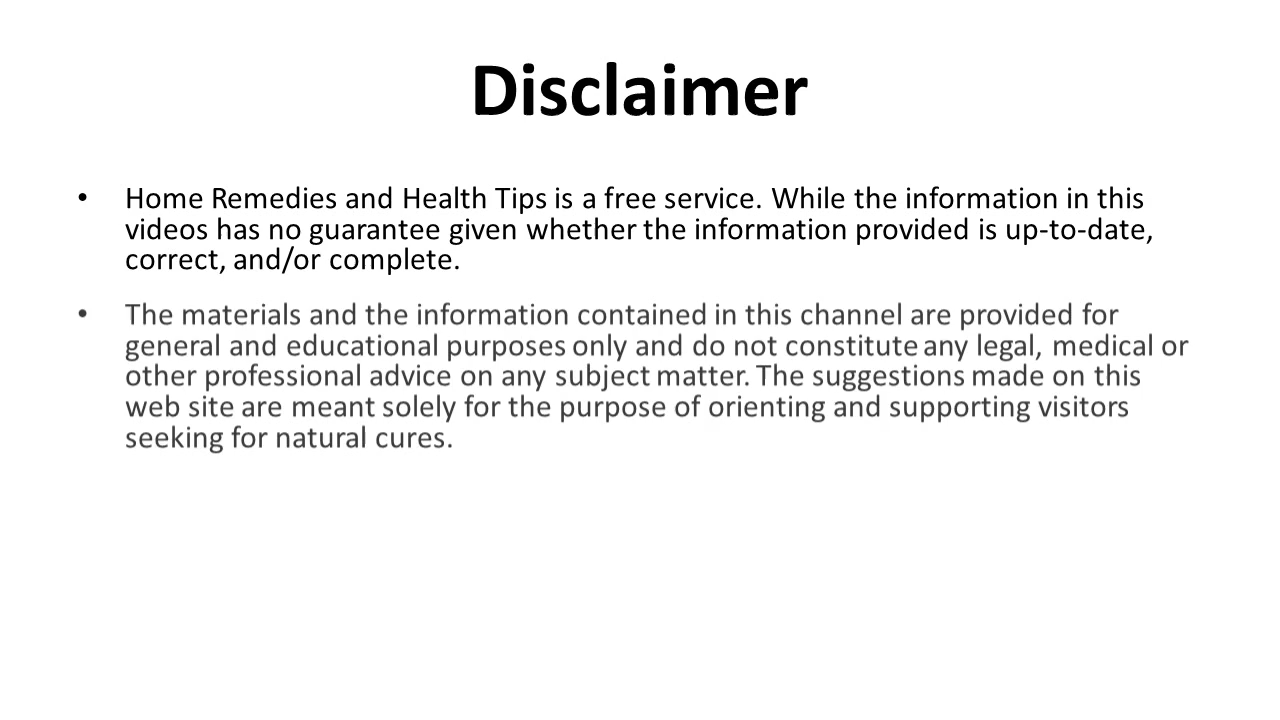 Disclaimer
• Home Remedies and Health Tips is a free service. While the information in this
videos has no guarantee given whether the information provided is up-to-date,
correct, and/or complete.
• The materials and the information contained in this channel are provided for
general and educational purposes only and do not constitute any legal, medical or
other professional advice on any subject matter. The suggestions made on this
web site are meant solely for the purpose of orienting and supporting visitors
seeking for natural cures.